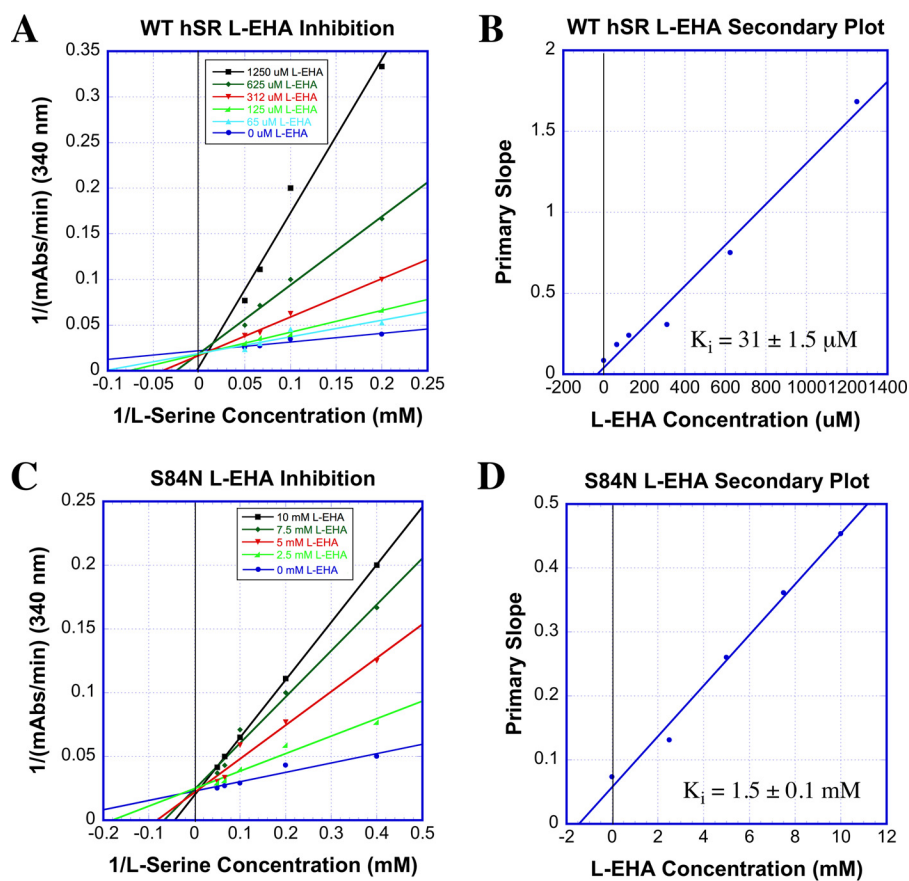 A
WT hSR L-EHA Inhibition
0.35
0.3
0.25
0.2
0.15
0.1
0.05
0
1/(mAbs/min) (340 nm)
1250 uM L-EHA
625 uM L-EHA
312 uM L-EHA
125 uM L-EHA
65 uM L-EHA
0 uM L-EHA
-0.1 -0.05 0 0.05 0.1 0.15 0.2 0.25
1/L-Serine Concentration (mM)
B
WT hSR L-EHA Secondary Plot
2
1.5
1
0.5
0
Primary Slope
Ki = 31 ± 1.5 µM
-200 0 200 400 600 800 10001200 1400
L-EHA Concentration (uM)
C
S84N L-EHA Inhibition
0.25
0.2
0.15
0.1
0.05
0
1/(mAbs/min) (340 nm)
10 mM L-EHA
7.5 mM L-EHA
5 mM L-EHA
2.5 mM L-EHA
0 mM L-EHA
-0.2 -0.1 0 0.1 0.2 0.3 0.4 0.5
1/L-Serine Concentration (mM)
D
S84N L-EHA Secondary Plot
0.5
0.4
0.3
0.2
0.1
0
Primary Slope
Ki = 1.5 ± 0.1 mM
-2 0 2 4 6 8 10 12
L-EHA Concentration (mM)